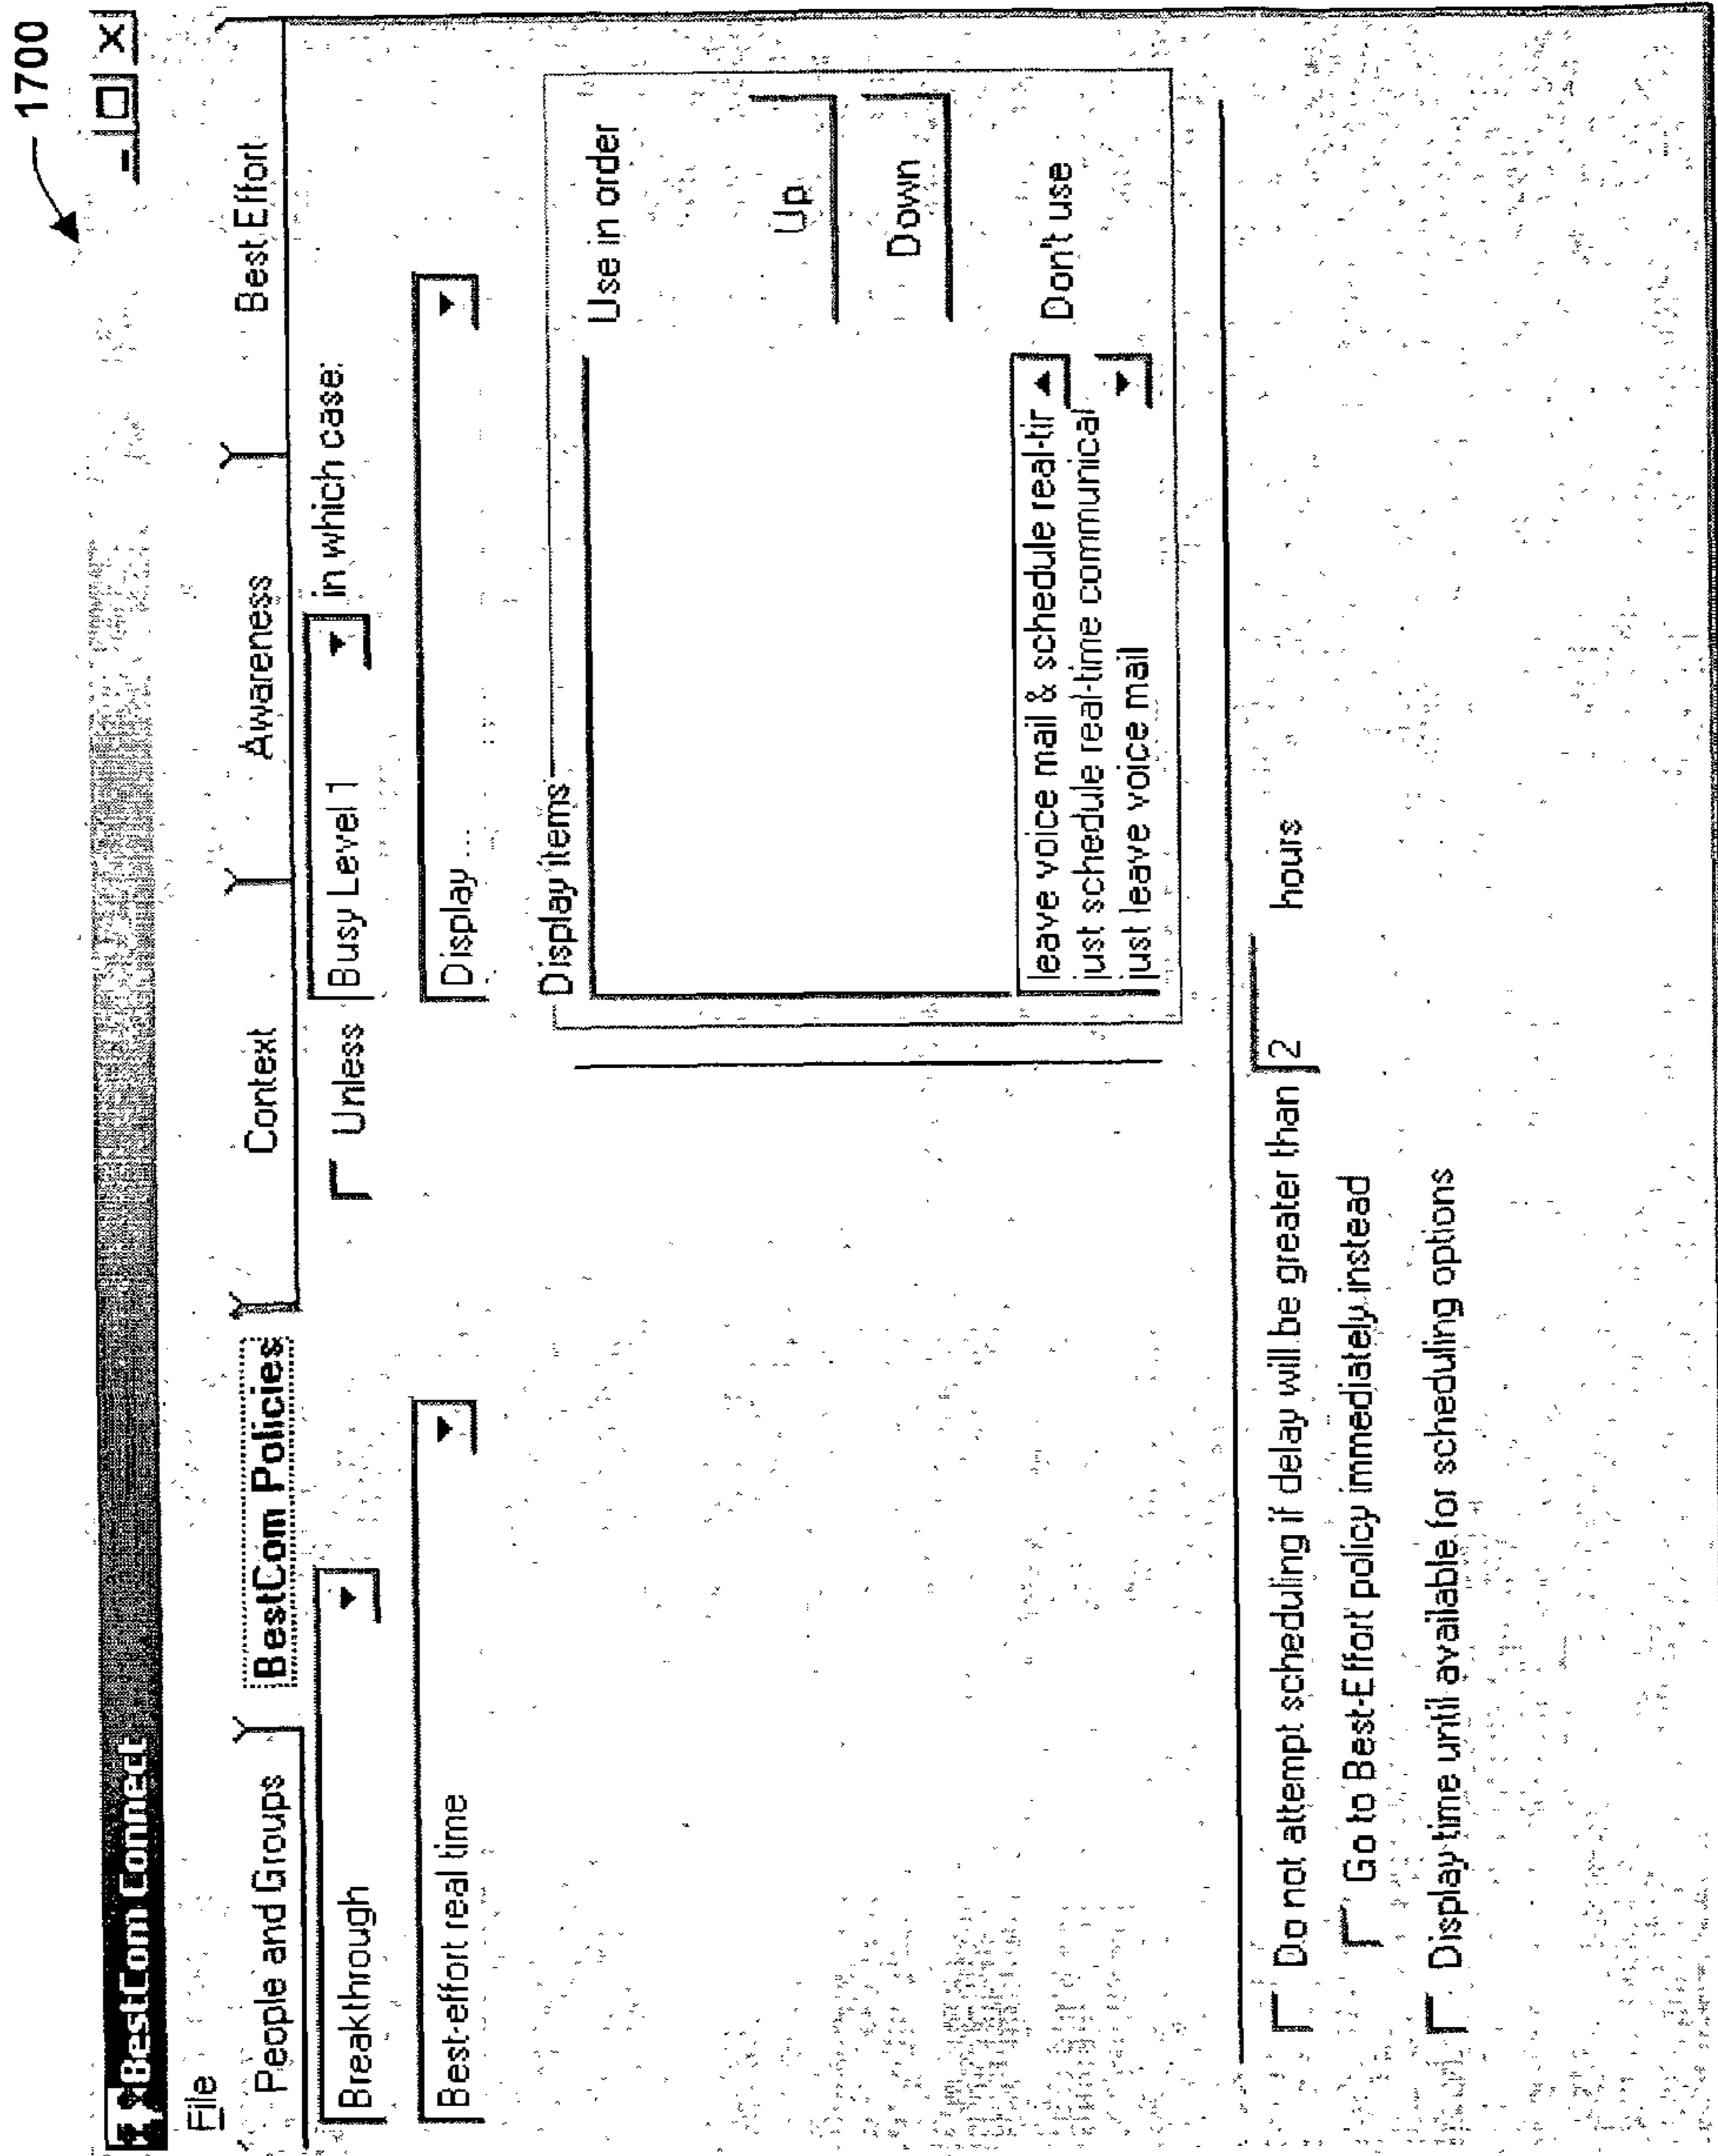 1700
BestCom Connect
File
People and Groups
BestCom Policies
Context
Awareness
Best Effort
Breakthrough
Unless
Busy Level 1
in which case:
Best-effort real time
Display ...
Display items
Use in order
Up
Down
leave voice mail & schedule real-tir
just schedule real-time communical
just leave voice mail
Don't use
Do not attempt scheduling if delay will be greater than 2 hours
Go to Best-Effort policy immediately instead
Display time until available for scheduling options